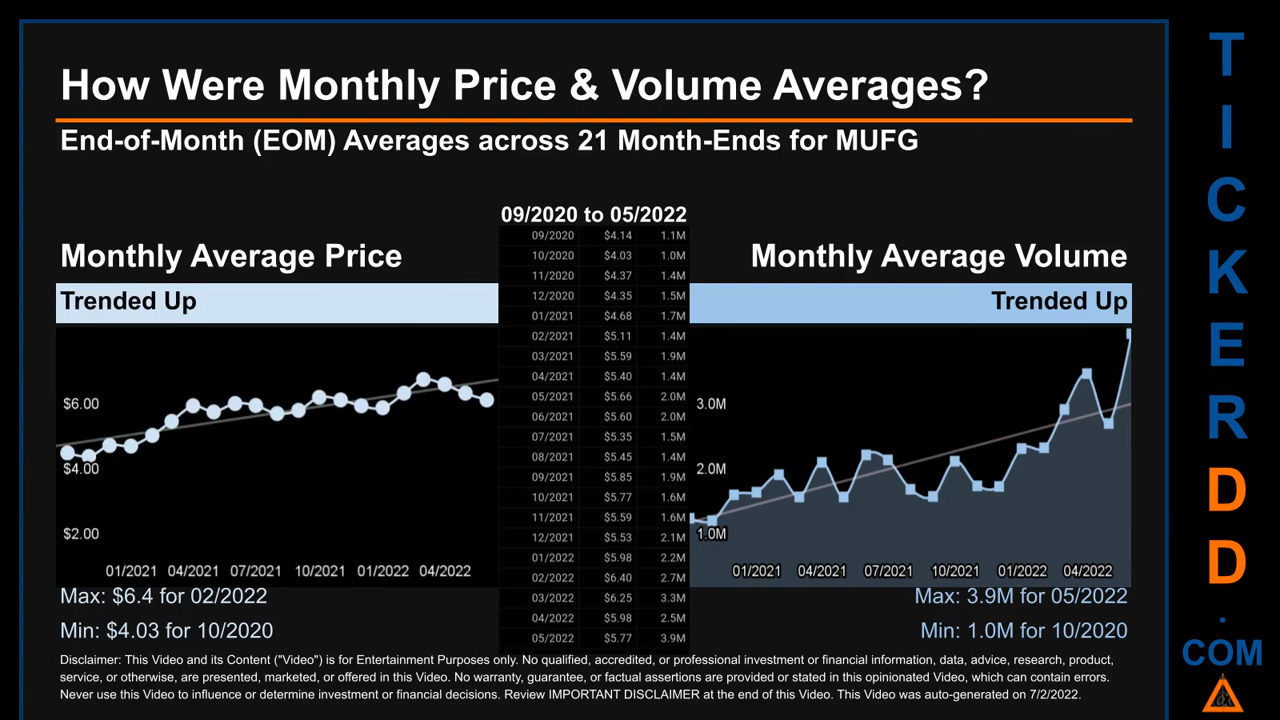 How Were Monthly Price & Volume Averages?
End-of-Month (EOM) Averages across 21 Month-Ends for MUFG
09/2020 to 05/2022
Monthly Average Price
Trended Up
$6.00
$4.00
$2.00
01/2021 04/2021 07/2021 10/2021 01/2022 04/2022
Max: $6.4 for 02/2022
Min: $4.03 for 10/2020
09/2020 $4.14 1.1M
10/2020 $4.03 1.0M
11/2020 $4.37 1.4M
12/2020 $4.35 1.5M
01/2021 $4.68 1.7M
02/2021 $5.11 1.4M
03/2021 $5.59 1.9M
04/2021 $5.40 1.4M
05/2021 $5.66 2.0M
06/2021 $5.60 2.0M
07/2021 $5.35 1.5M
08/2021 $5.45 1.4M
09/2021 $5.85 1.9M
10/2021 $5.77 1.6M
11/2021 $5.59 1.6M
12/2021 $5.53 2.1M
01/2022 $5.98 2.2M
02/2022 $6.40 2.7M
03/2022 $6.25 3.3M
04/2022 $5.98 2.5M
05/2022 $5.77 3.9M
Monthly Average Volume
Trended Up
3.0M
2.0M
1.0M
01/2021 04/2021 07/2021 10/2021 01/2022 04/2022
Max: 3.9M for 05/2022
Min: 1.0M for 10/2020
Disclaimer: This Video and its Content ("Video") is for Entertainment Purposes only. No qualified, accredited, or professional investment or financial information, data, advice, research, product,
service, or otherwise, are presented, marketed, or offered in this Video. No warranty, guarantee, or factual assertions are provided or stated in this opinionated Video, which can contain errors.
Never use this Video to influence or determine investment or financial decisions. Review IMPORTANT DISCLAIMER at the end of this Video. This Video was auto-generated on 7/2/2022.
T
I
C
K
E
R
D
D
.
COM